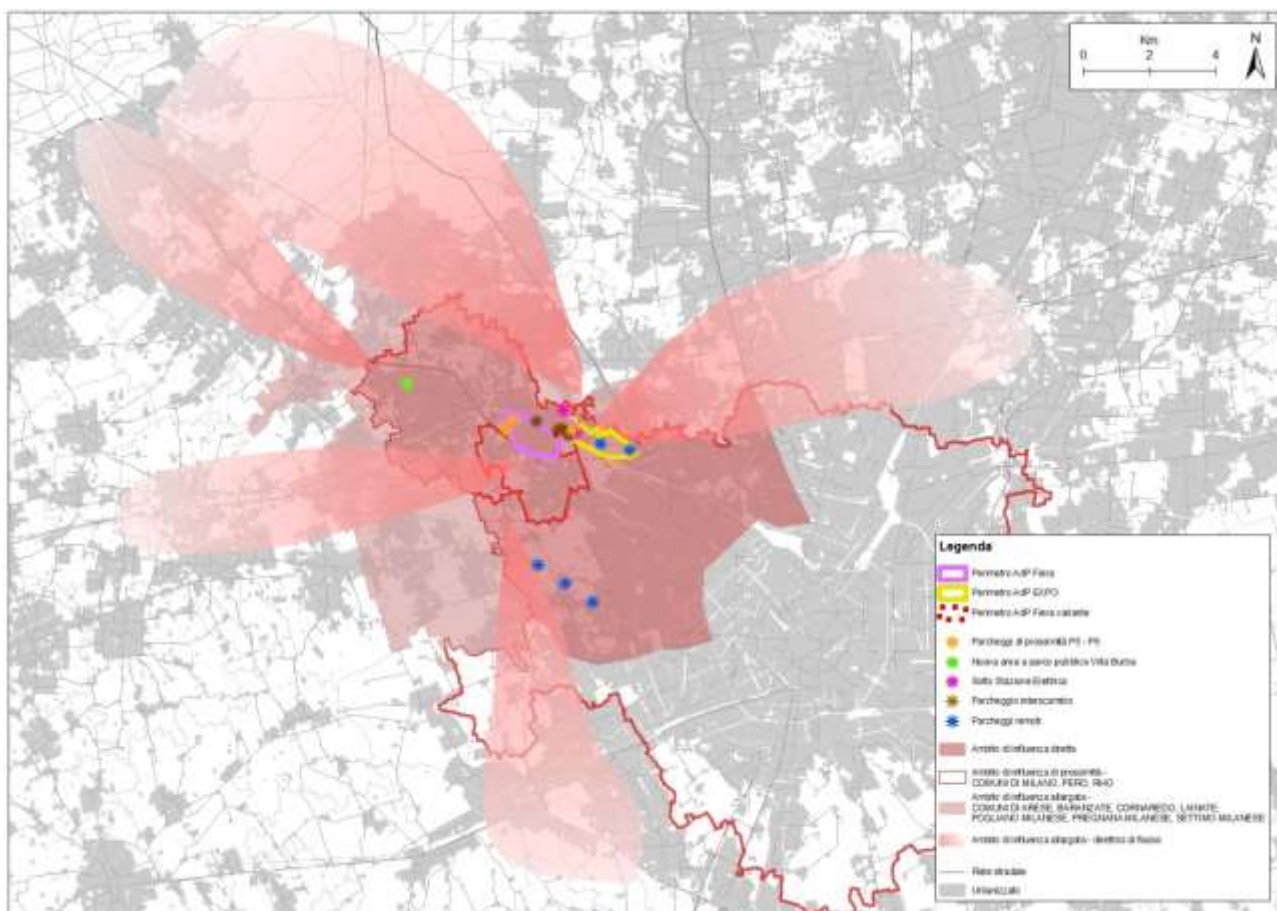 Km
0 2 4
N
Legenda
Perimetro AdP Fiera
Perimetro AdP EXPO
Perimetro AdP Fiera variante
Parcheggi di prossimità P5 - P6
Nuova area a parco pubblico Villa Burba
Sotto Stazione Elettrica
Parcheggio interscambio
Parcheggi remoti
Ambito di influenza diretta
Ambito di influenza di prossimità -
COMUNI DI MILANO, PERO, RHO
Ambito di influenza allargata -
COMUNI DI ARESE, BARANZATE, CORNAREDO, LAINATE,
POGLIANO MILANESE, PREGNANA MILANESE, SETTIMO MILANESE
Ambito di influenza allargata - direttrici di flusso
Rete stradale
Urbanizzato